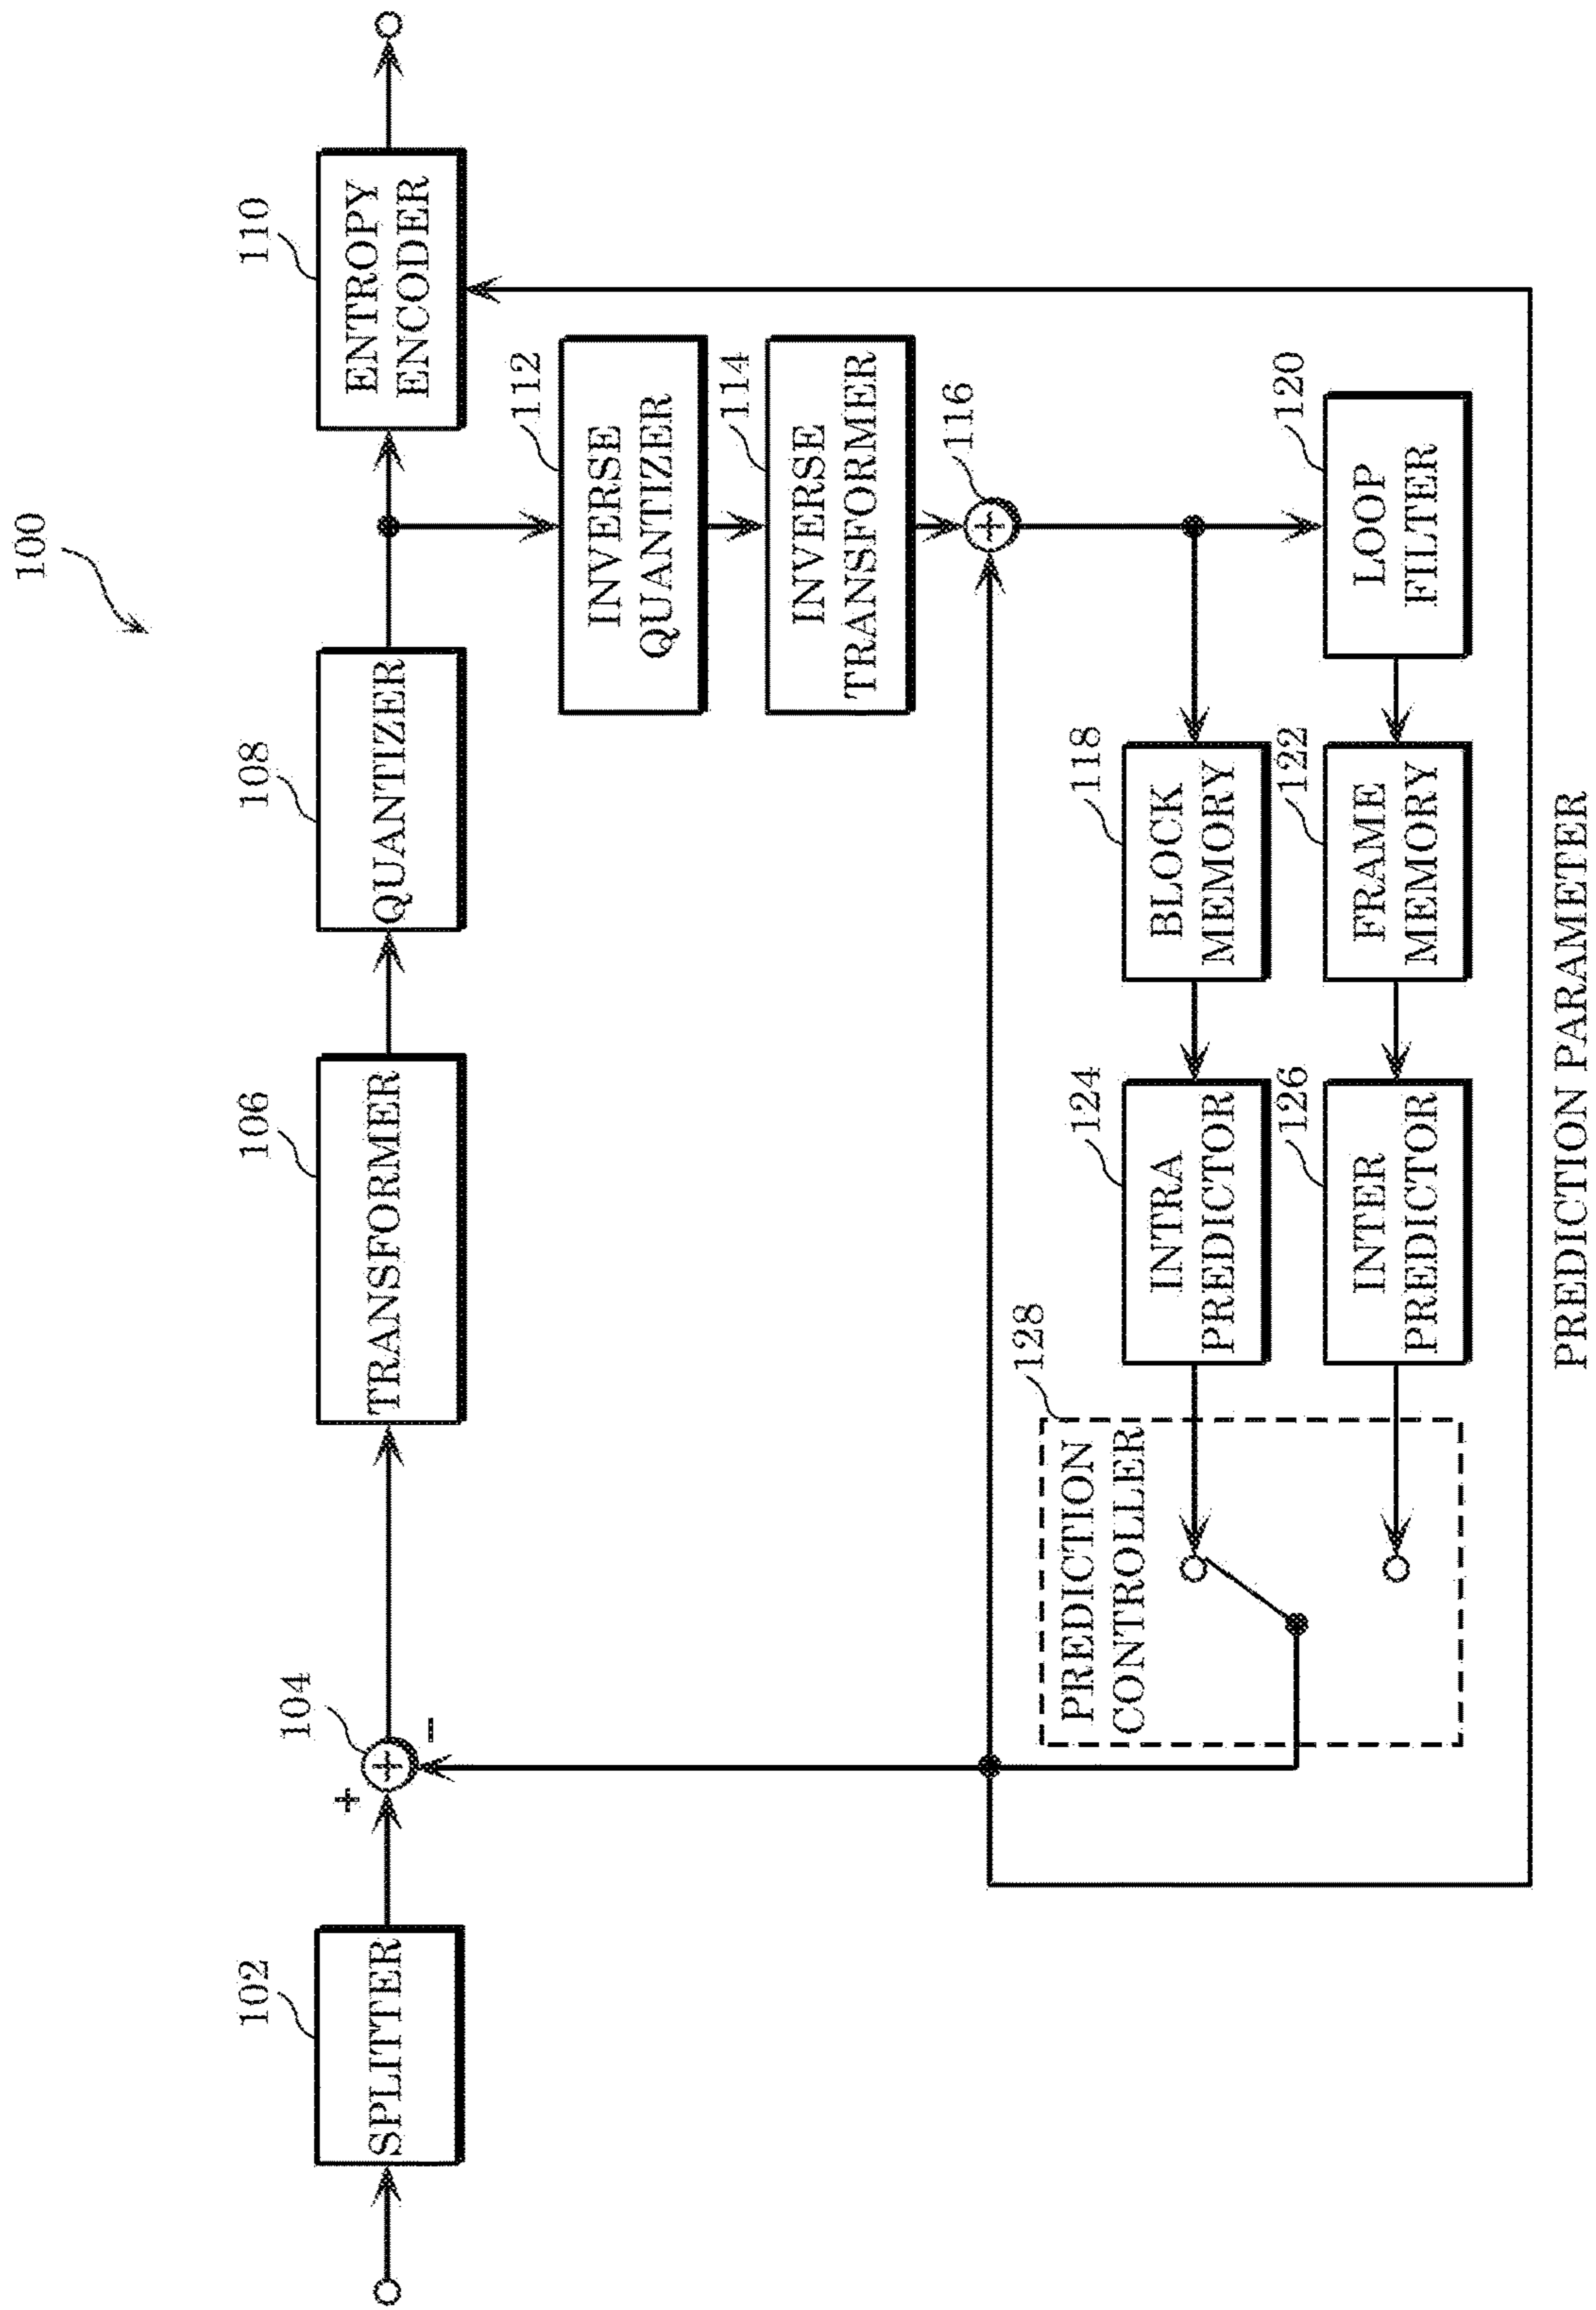 100
102
SPLITTER
104
+
−
106
TRANSFORMER
108
QUANTIZER
110
ENTROPY
ENCODER
112
INVERSE
QUANTIZER
114
INVERSE
TRANSFORMER
116
128
PREDICTION
CONTROLLER
124
INTRA
PREDICTOR
118
BLOCK
MEMORY
126
INTER
PREDICTOR
122
FRAME
MEMORY
120
LOOP
FILTER
PREDICTION PARAMETER